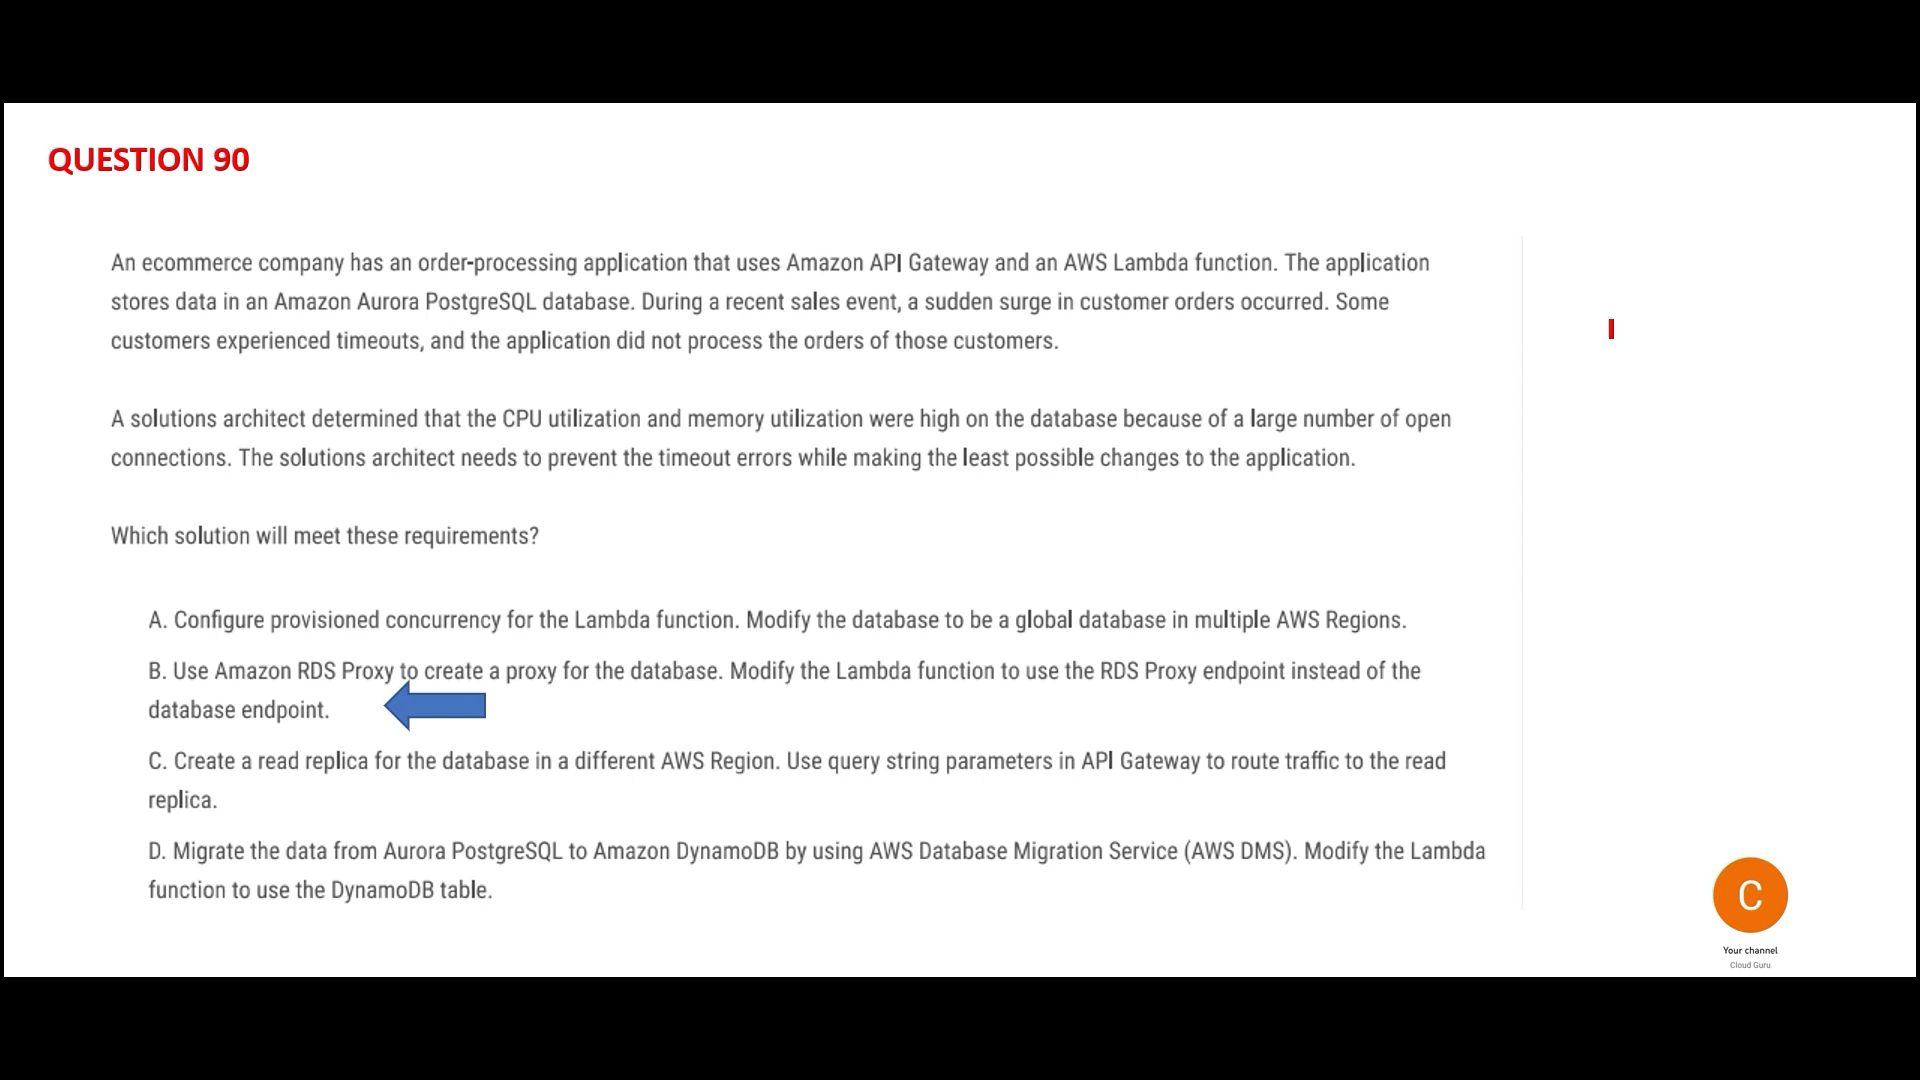 QUESTION 90
An ecommerce company has an order-processing application that uses Amazon API Gateway and an AWS Lambda function. The application
stores data in an Amazon Aurora PostgreSQL database. During a recent sales event, a sudden surge in customer orders occurred. Some
customers experienced timeouts, and the application did not process the orders of those customers.
A solutions architect determined that the CPU utilization and memory utilization were high on the database because of a large number of open
connections. The solutions architect needs to prevent the timeout errors while making the least possible changes to the application.
Which solution will meet these requirements?
A. Configure provisioned concurrency for the Lambda function. Modify the database to be a global database in multiple AWS Regions.
B. Use Amazon RDS Proxy to create a proxy for the database. Modify the Lambda function to use the RDS Proxy endpoint instead of the
database endpoint.
C. Create a read replica for the database in a different AWS Region. Use query string parameters in API Gateway to route traffic to the read
replica.
D. Migrate the data from Aurora PostgreSQL to Amazon DynamoDB by using AWS Database Migration Service (AWS DMS). Modify the Lambda
function to use the DynamoDB table.
C
Your channel
Cloud Guru